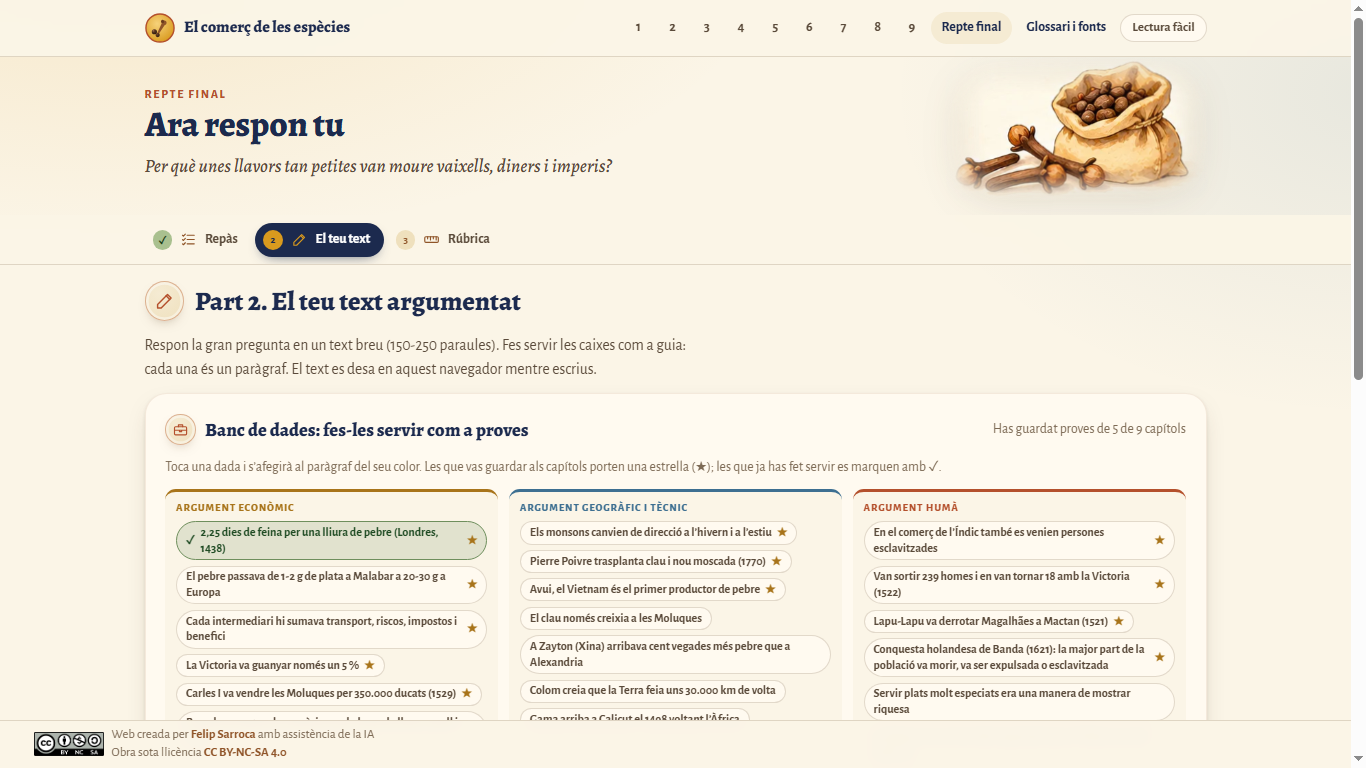 El comerç de les espècies
1 2 3 4 5 6 7 8 9 Repte final Glossari i fonts Lectura fàcil
REPTE FINAL
Ara respon tu
Per què unes llavors tan petites van moure vaixells, diners i imperis?
✓ Repàs
2 El teu text
3 Rúbrica
Part 2. El teu text argumentat
Respon la gran pregunta en un text breu (150-250 paraules). Fes servir les caixes com a guia:
cada una és un paràgraf. El text es desa en aquest navegador mentre escrius.
Banc de dades: fes-les servir com a proves
Has guardat proves de 5 de 9 capítols
Toca una dada i s'afegirà al paràgraf del seu color. Les que vas guardar als capítols porten una estrella (★); les que ja has fet servir es marquen amb ✓.
ARGUMENT ECONÒMIC
✓ 2,25 dies de feina per una lliura de pebre (Londres,
1438) ★
El pebre passava de 1-2 g de plata a Malabar a 20-30 g a
Europa ★
Cada intermediari hi sumava transport, riscos, impostos i
benefici ★
La Victoria va guanyar només un 5 % ★
Carles I va vendre les Moluques per 350.000 ducats (1529) ★
ARGUMENT GEOGRÀFIC I TÈCNIC
Els monsons canvien de direcció a l'hivern i a l'estiu ★
Pierre Poivre trasplanta clau i nou moscada (1770) ★
Avui, el Vietnam és el primer productor de pebre ★
El clau només creixia a les Moluques
A Zayton (Xina) arribava cent vegades més pebre que a
Alexandria
Colom creia que la Terra feia uns 30.000 km de volta
Gama arriba a Calicut el 1498 voltant l'Àfrica
ARGUMENT HUMÀ
En el comerç de l'Índic també es venien persones
esclavitzades ★
Van sortir 239 homes i en van tornar 18 amb la Victoria
(1522) ★
Lapu-Lapu va derrotar Magalhães a Mactan (1521) ★
Conquesta holandesa de Banda (1621): la major part de la
població va morir, va ser expulsada o esclavitzada ★
Servir plats molt especiats era una manera de mostrar
riquesa
CC BY NC SA
Web creada per Felip Sarroca amb assistència de la IA
Obra sota llicència CC BY-NC-SA 4.0